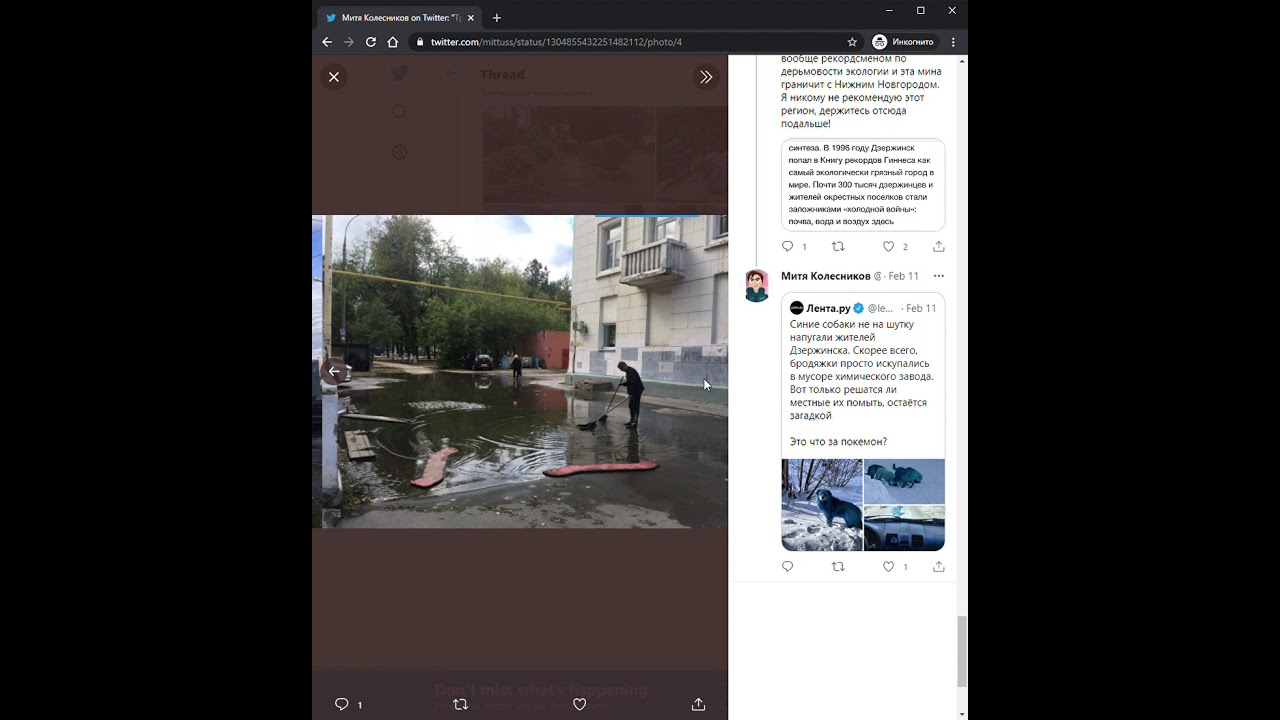 Митя Колесников on Twitter: "Тр
twitter.com/mittuss/status/1304855432251482112/photo/4
Инкогнито
Thread
вообще рекордсменом по
дерьмовости экологии и эта мина
граничит с Нижним Новгородом.
Я никому не рекомендую этот
регион, держитесь отсюда
подальше!
синтеза. В 1996 году Дзержинск
попал в Книгу рекордов Гиннеса как
самый экологически грязный город в
мире. Почти 300 тысяч дзержинцев и
жителей окрестных поселков стали
заложниками «холодной войны»:
почва, вода и воздух здесь
1 2
Митя Колесников @ · Feb 11
Лента.ру @le... · Feb 11
Синие собаки не на шутку
напугали жителей
Дзержинска. Скорее всего,
бродяжки просто искупались
в мусоре химического завода.
Вот только решатся ли
местные их помыть, остаётся
загадкой
Это что за покемон?
1
Don't miss what's happening
1